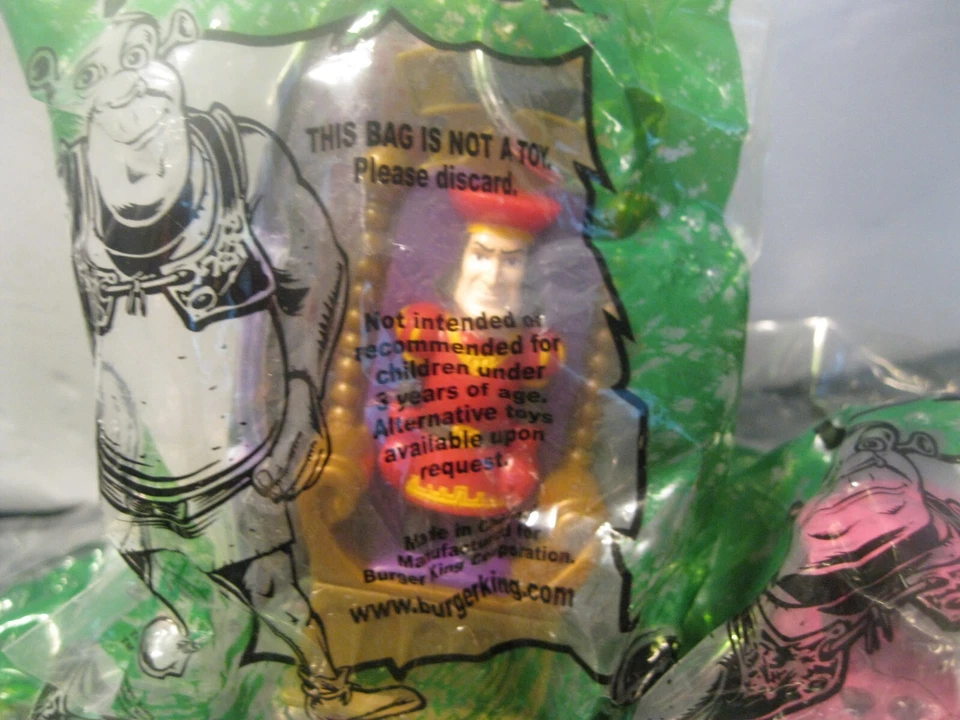 THIS BAG IS NOT A TOY.
Please discard.
Not intended or
recommended for
children under
3 years of age.
Alternative toys
available upon
request.
Made in China
Manufactured for
Burger King Corporation.
www.burgerking.com